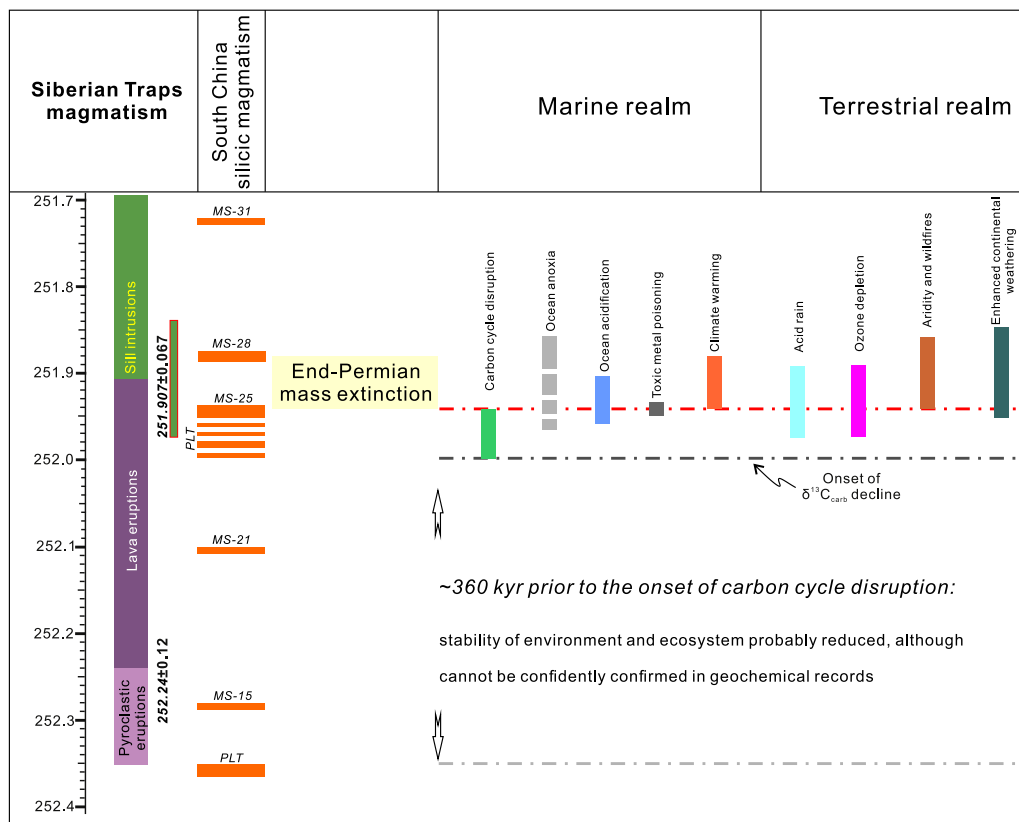 Siberian Traps
magmatism
South China
silicic magmatism
Marine realm
Terrestrial realm
251.7
251.8
251.9
252.0
252.1
252.2
252.3
252.4
Sill intrusions
Lava eruptions
Pyroclastic
eruptions
251.907±0.067
252.24±0.12
MS-31
MS-28
MS-25
PLT
MS-21
MS-15
PLT
End-Permian
mass extinction
Carbon cycle disruption
Ocean anoxia
Ocean acidification
Toxic metal poisoning
Climate warming
Acid rain
Ozone depletion
Aridity and wildfires
Enhanced continental
weathering
Onset of
δ¹³C_carb decline
~360 kyr prior to the onset of carbon cycle disruption:
stability of environment and ecosystem probably reduced, although
cannot be confidently confirmed in geochemical records